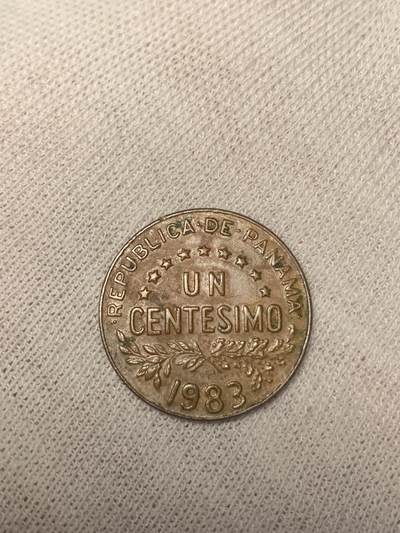 REPUBLICA DE PANAMA
UN
CENTESIMO
1983